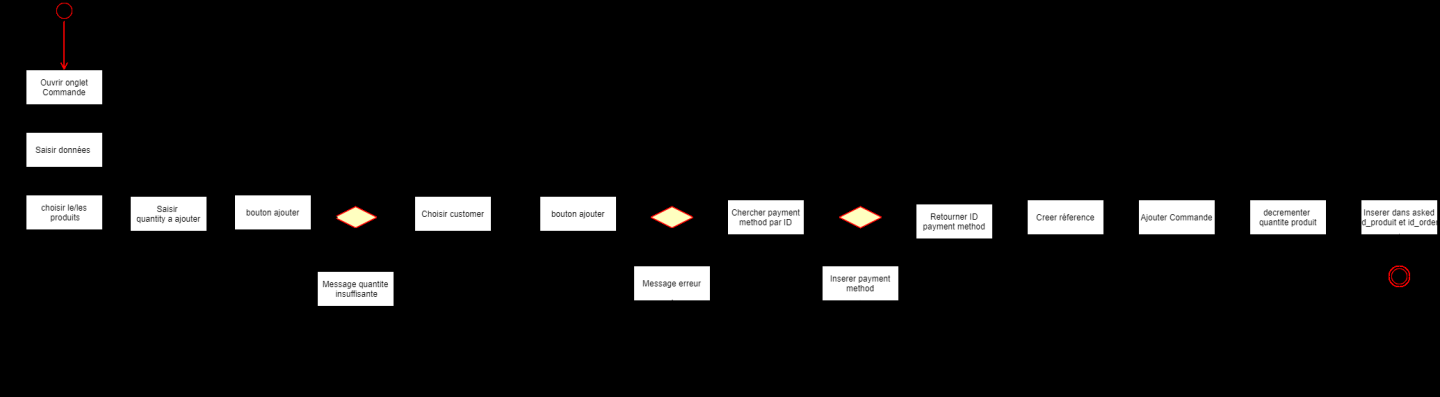 Ouvrir onglet
Commande
Saisir données
choisir le/les
produits
Saisir
quantity a ajouter
bouton ajouter
Message quantite
insuffisante
Choisir customer
bouton ajouter
Message erreur
Chercher payment
method par ID
Inserer payment
method
Retourner ID
payment method
Creer réference
Ajouter Commande
decrementer
quantite produit
Inserer dans asked
d_produit et id_order